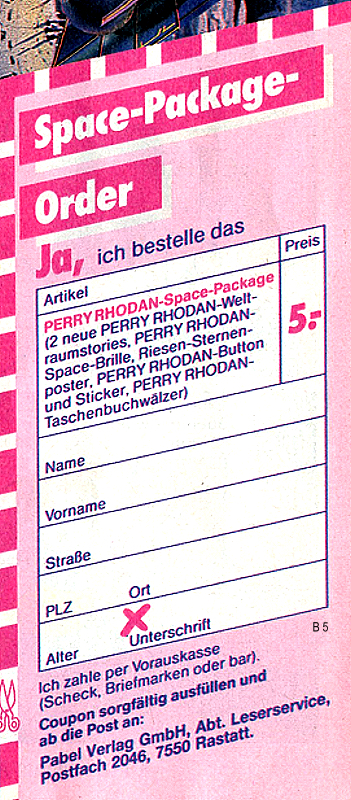 Space-Package-
Order
Ja, ich bestelle das
Artikel Preis
PERRY RHODAN-Space-Package
(2 neue PERRY RHODAN-Welt-
raumstories, PERRY RHODAN-
Space-Brille, Riesen-Sternen-
poster, PERRY RHODAN-Button
und Sticker, PERRY RHODAN-
Taschenbuchwälzer)
5.-
Name
Vorname
Straße
PLZ Ort
Alter Unterschrift
B 5
Ich zahle per Vorauskasse
(Scheck, Briefmarken oder bar).
Coupon sorgfältig ausfüllen und
ab die Post an:
Pabel Verlag GmbH, Abt. Leserservice,
Postfach 2046, 7550 Rastatt.